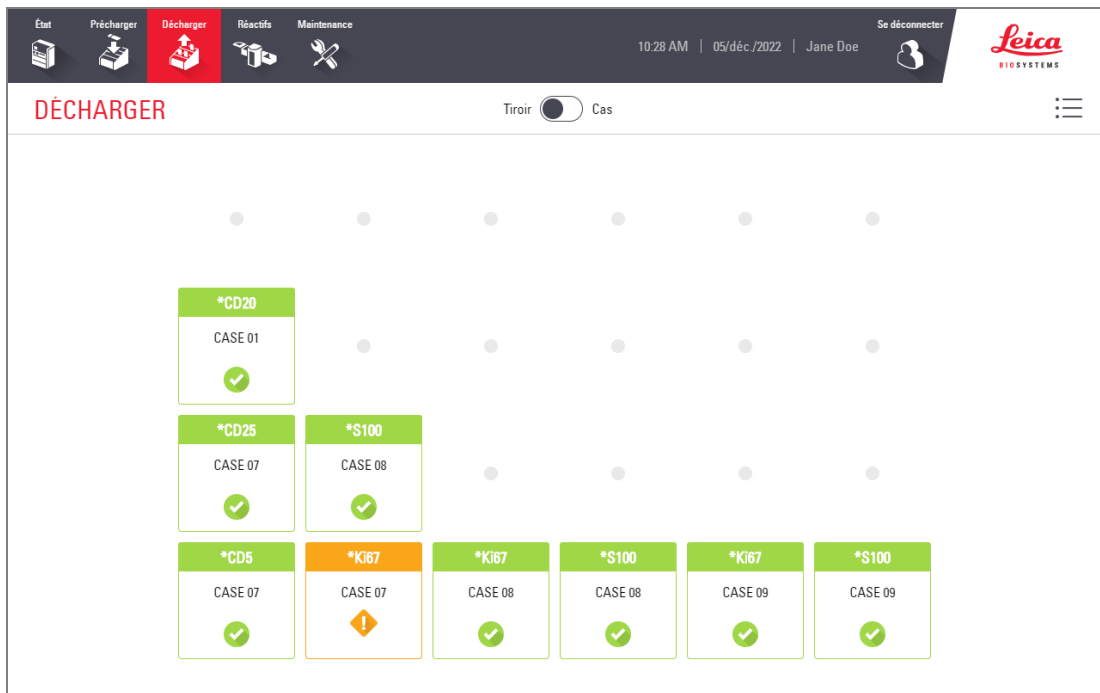 État Précharger Décharger Réactifs Maintenance
10:28 AM | 05/déc./2022 | Jane Doe
Se déconnecter
Leica
BIOSYSTEMS
DÉCHARGER
Tiroir Cas
*CD20
CASE 01
*CD25 *S100
CASE 07 CASE 08
*CD5 *Ki67 *Ki67 *S100 *Ki67 *S100
CASE 07 CASE 07 CASE 08 CASE 08 CASE 09 CASE 09